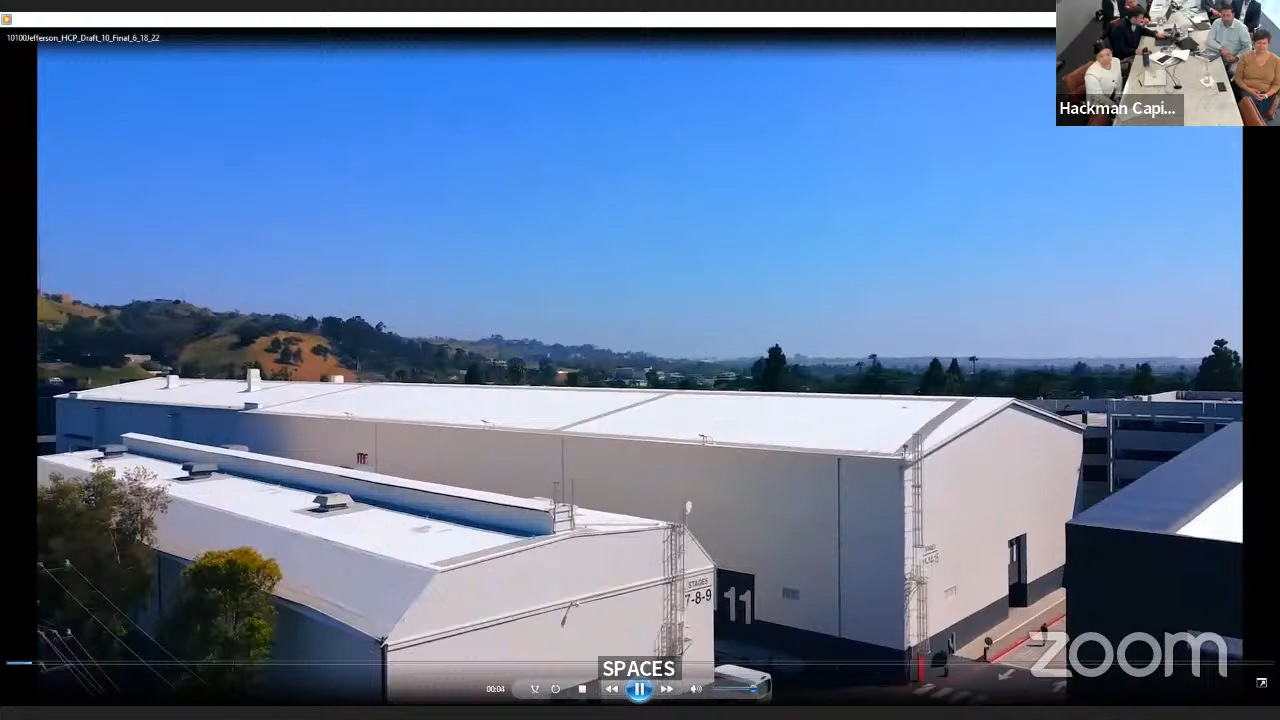 10100Jefferson_HCP_Draft_10_Final_6_18_22
Hackman Capi...
STAGES
7-8-9
11
SPACES
00:04
zoom